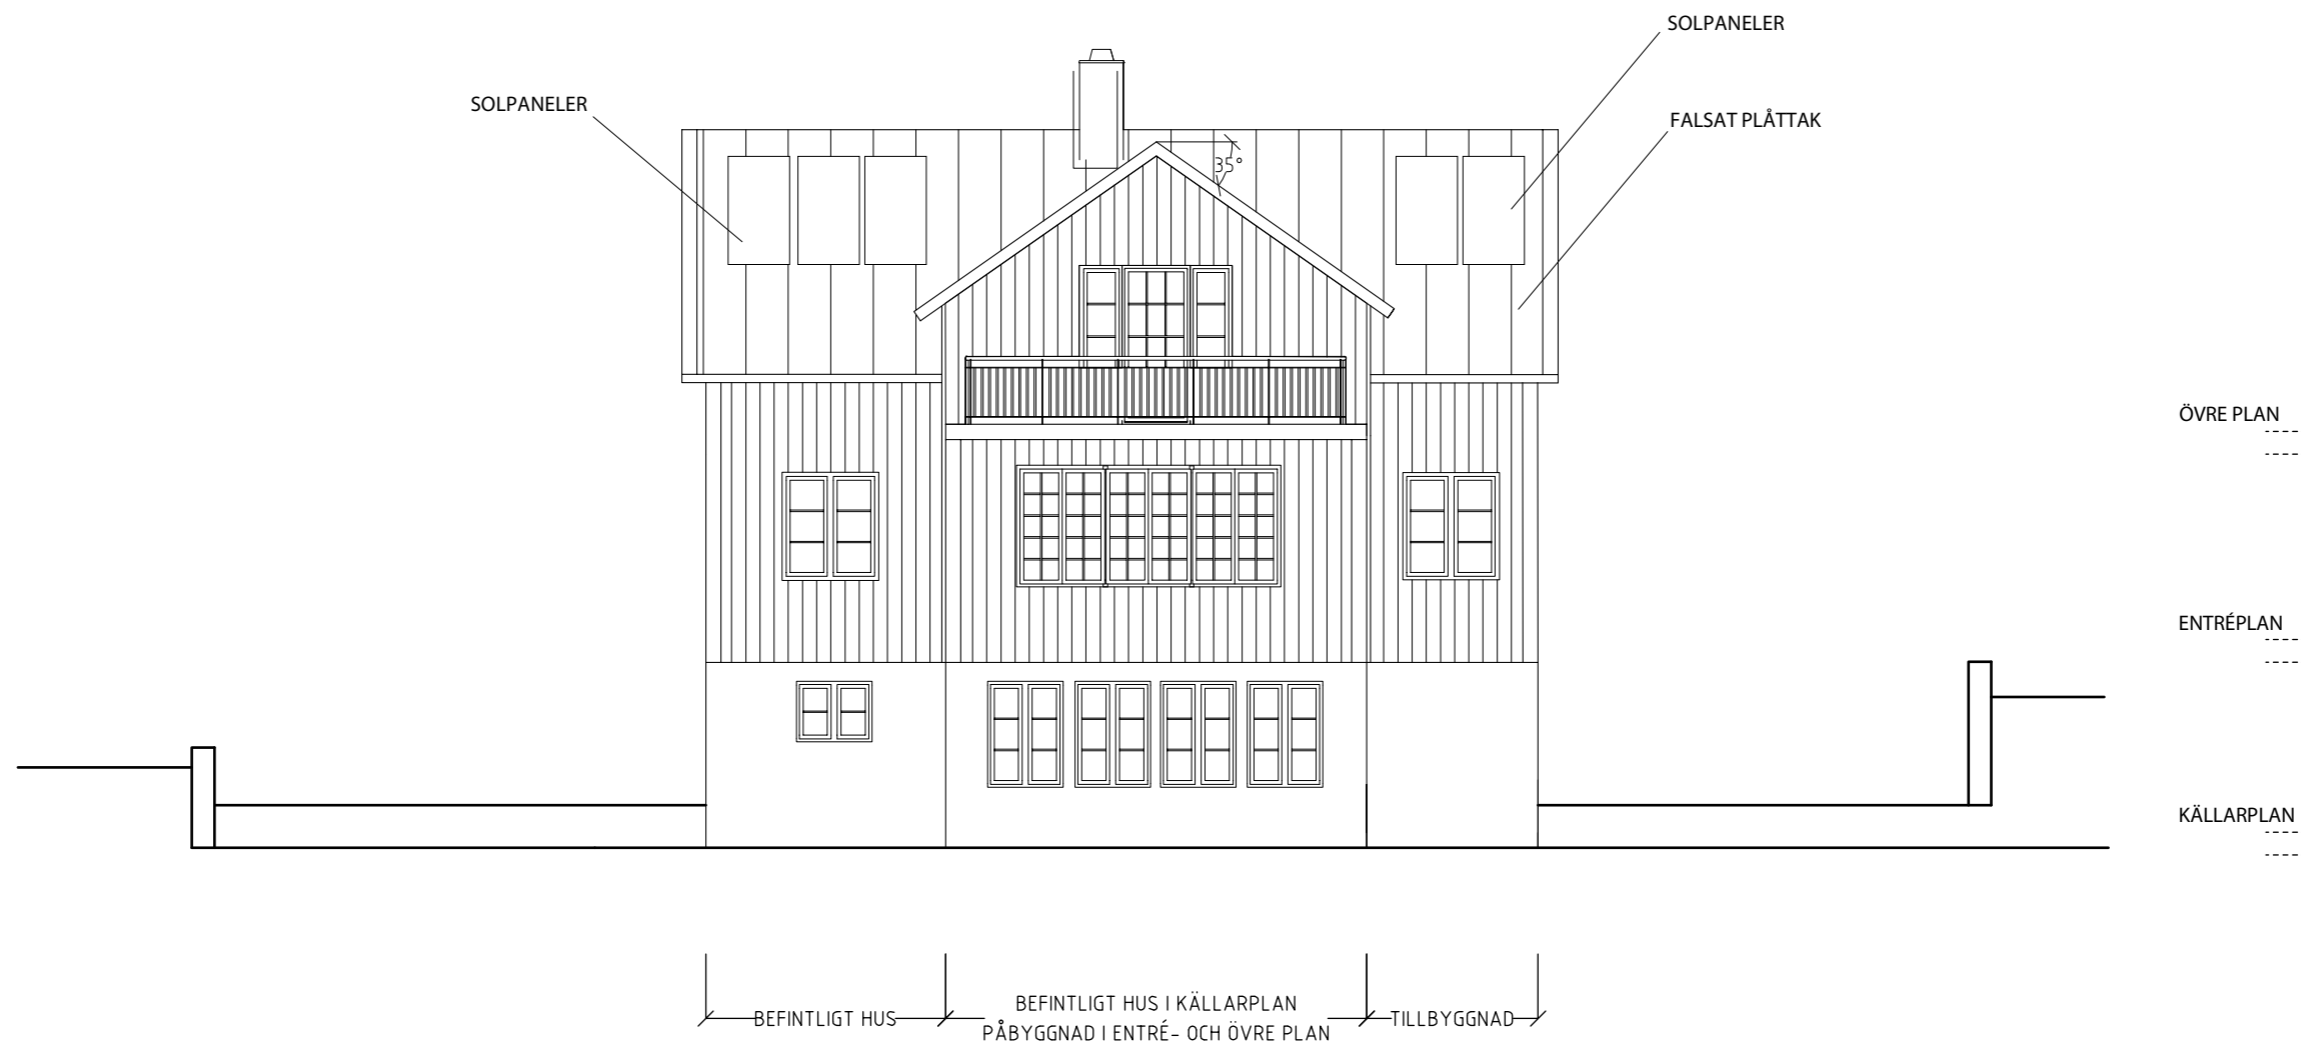 SOLPANELER
SOLPANELER
FALSAT PLÅTTAK
35°
ÖVRE PLAN
ENTRÉPLAN
KÄLLARPLAN
BEFINTLIGT HUS
BEFINTLIGT HUS I KÄLLARPLAN
PÅBYGGNAD I ENTRÉ- OCH ÖVRE PLAN
TILLBYGGNAD